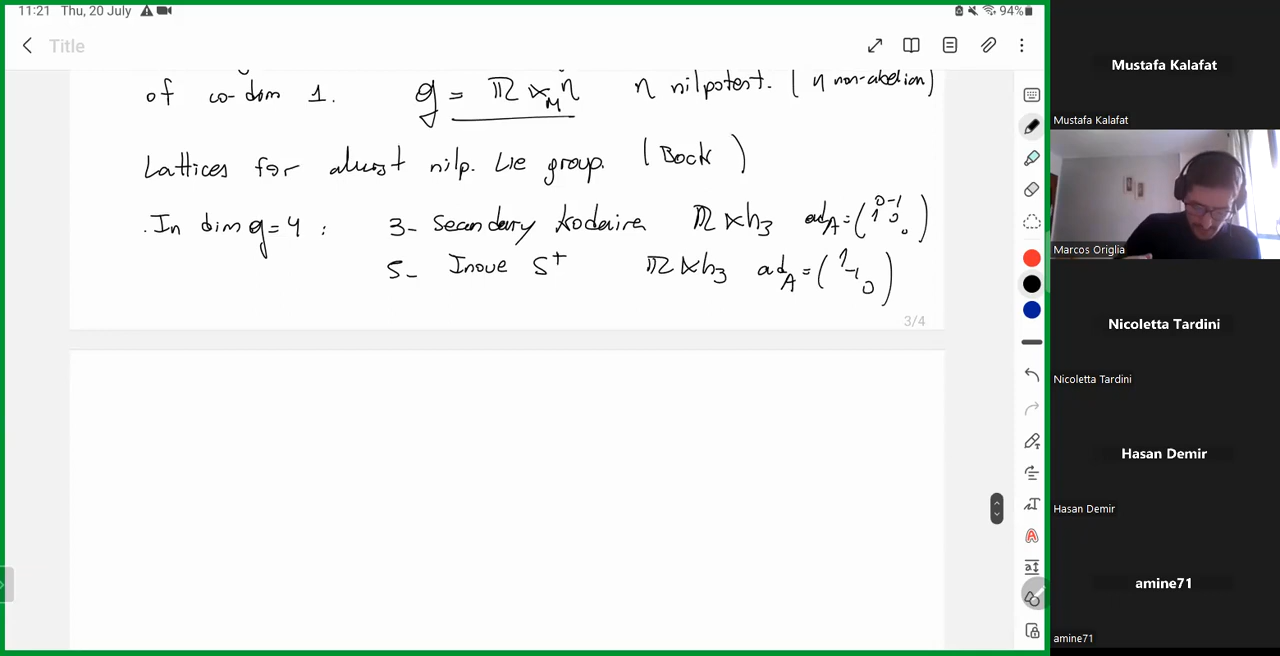 11:21 Thu, 20 July 94%
Title
of co-dim 1. g = ℝ ⋉_M n n nilpotent. ( n non-abelian)
Lattices for almost nilp. Lie group. (Bock)
. In dim g = 4 : 3- Secondary Kodaira ℝ ⋉ h3 ad_A = ( 0 -1 1 0 0 )
5- Inoue S+ ℝ ⋉ h3 ad_A = ( 1 -1 0 )
3/4
Mustafa Kalafat
Mustafa Kalafat
Marcos Origlia
Nicoletta Tardini
Nicoletta Tardini
Hasan Demir
Hasan Demir
amine71
amine71